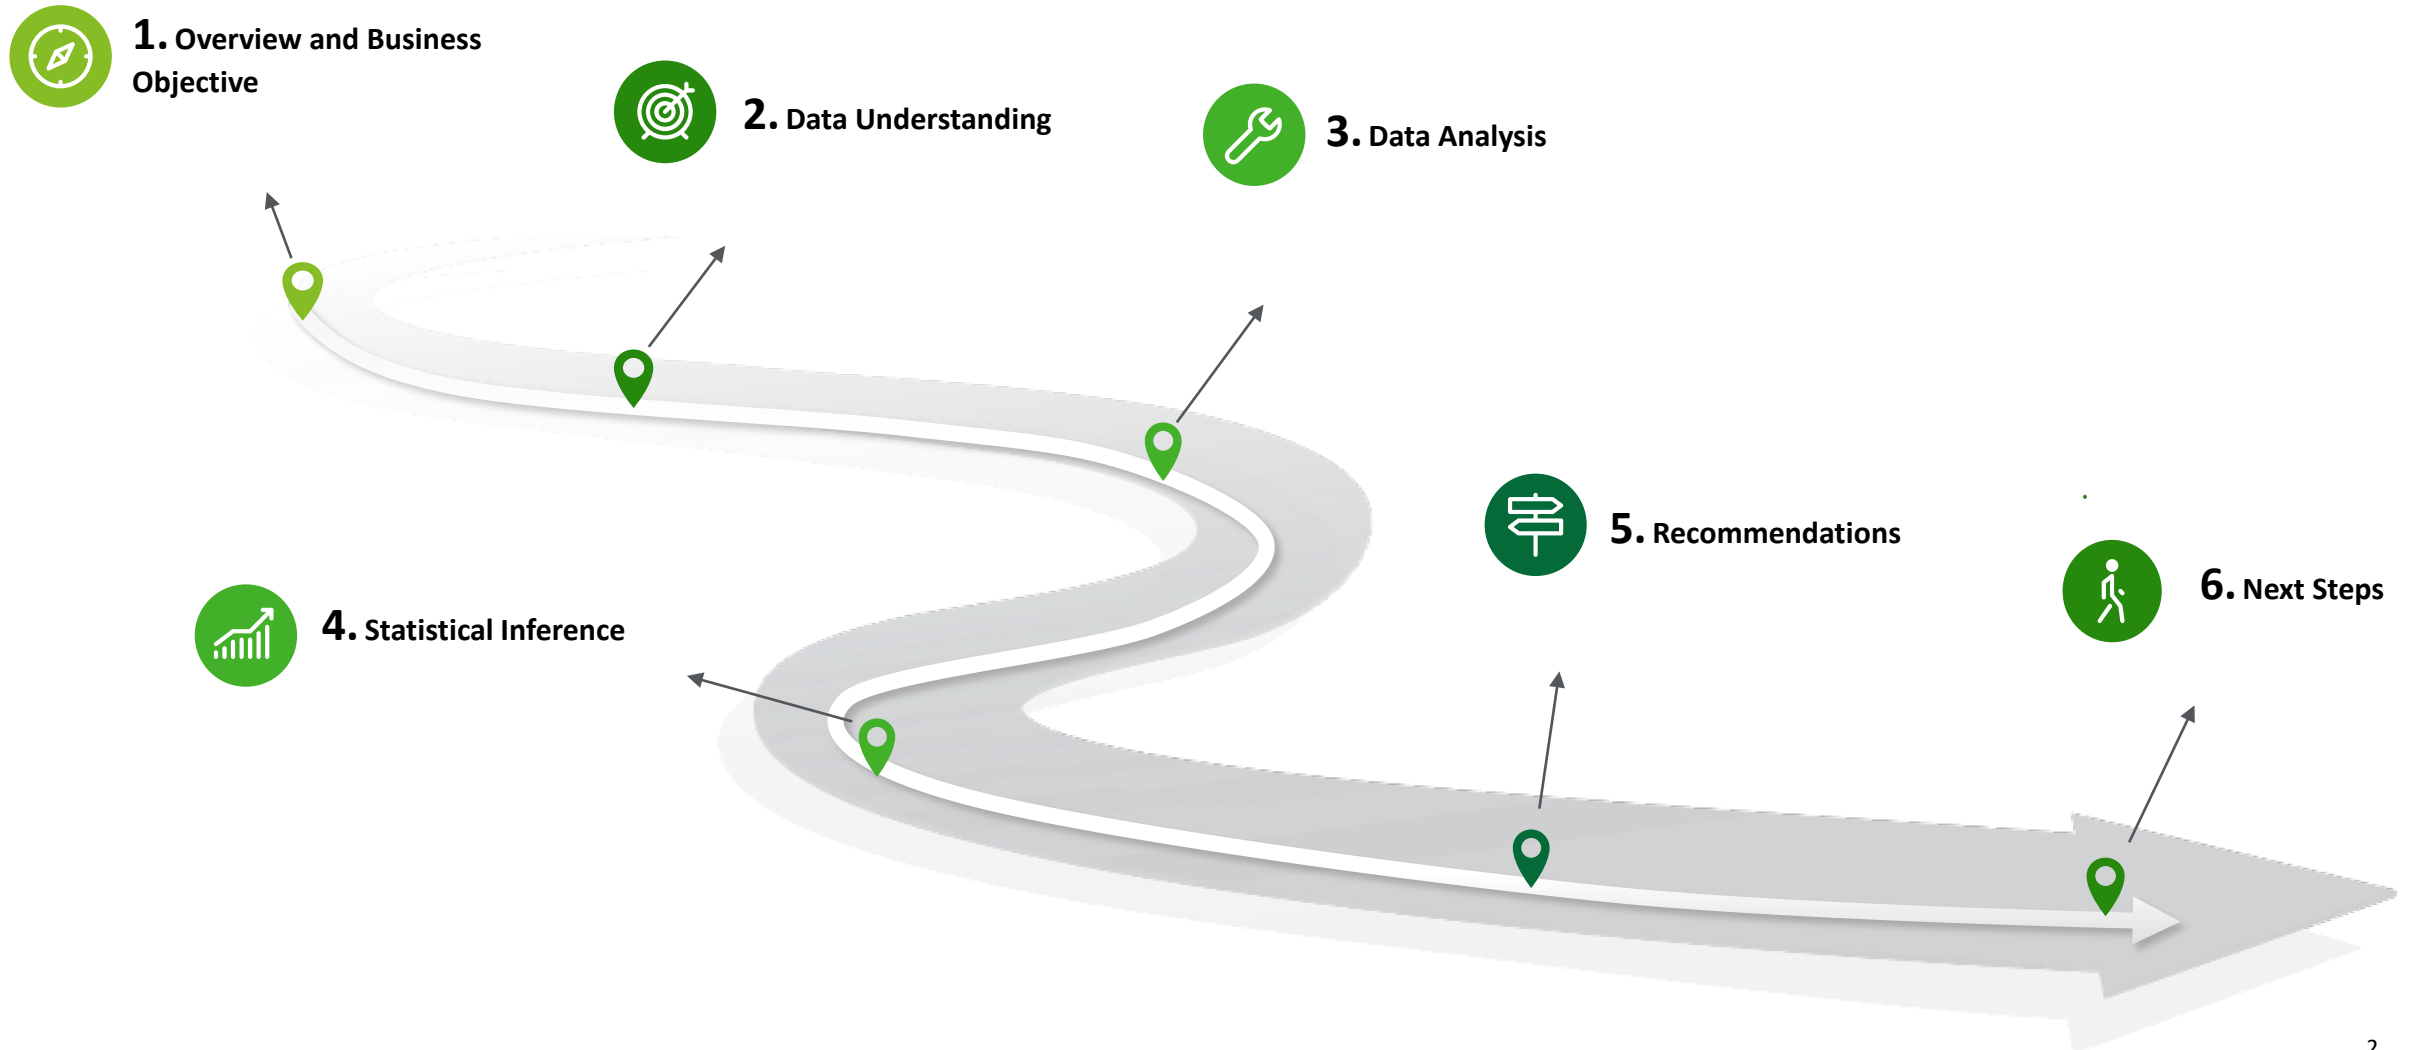 1. Overview and Business
Objective
2. Data Understanding
3. Data Analysis
4. Statistical Inference
5. Recommendations
6. Next Steps
2